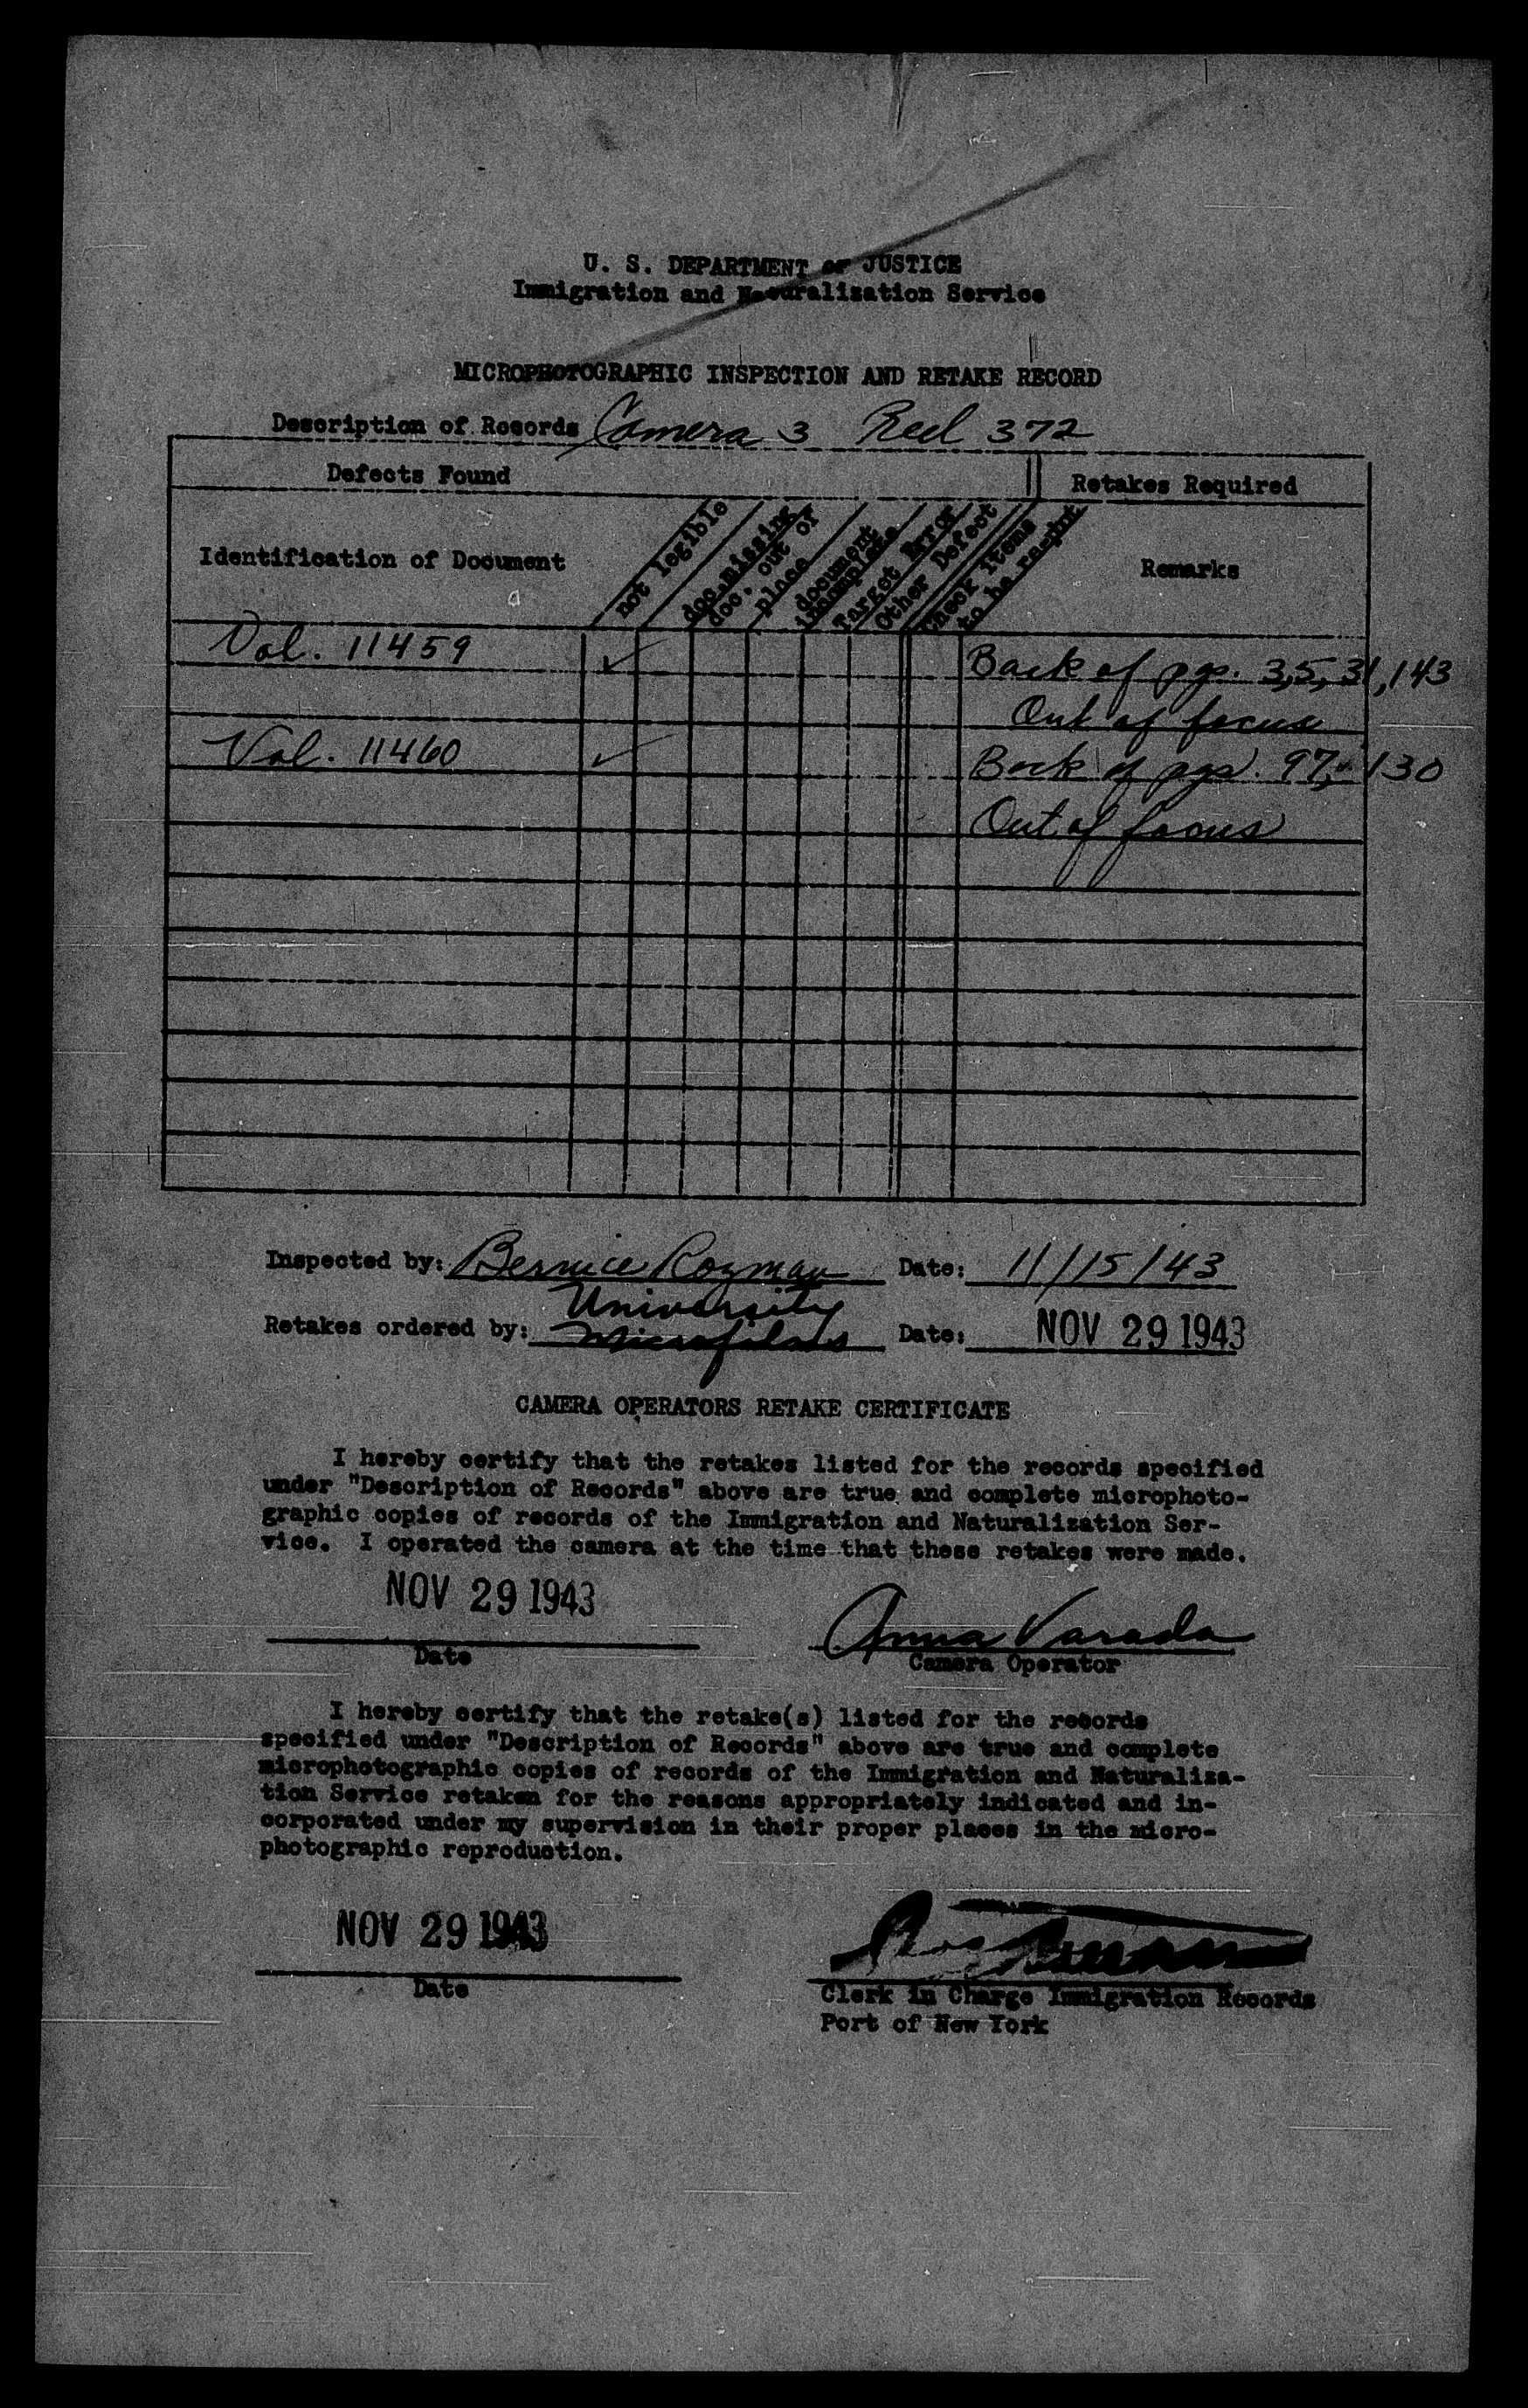 U. S. DEPARTMENT of JUSTICE
Immigration and Naturalization Service
MICROPHOTOGRAPHIC INSPECTION AND RETAKE RECORD
Description of Records Camera 3 Reel 372
Defects Found
Retakes Required
Identification of Document
not legible
doc. missing
doc. out of
place
document
incomplete
Target Error
Other Defect
Check items
to be
Remarks
Vol. 11459 ✓ Back of pgs. 3,5,31,143
Out of focus
Vol. 11460 ✓ Back of pgs. 97, 130
Out of focus
Inspected by: Bernice Rozman Date: 11/15/43
University
Retakes ordered by: Microfilms Date: NOV 29 1943
CAMERA OPERATORS RETAKE CERTIFICATE
I hereby certify that the retakes listed for the records specified
under "Description of Records" above are true and complete microphoto-
graphic copies of records of the Immigration and Naturalization Ser-
vice. I operated the camera at the time that these retakes were made.
NOV 29 1943
Anna Varada
Date
Camera Operator
I hereby certify that the retake(s) listed for the records
specified under "Description of Records" above are true and complete
microphotographic copies of records of the Immigration and Naturaliza-
tion Service retaken for the reasons appropriately indicated and in-
corporated under my supervision in their proper places in the micro-
photographic reproduction.
NOV 29 1943
Date
Clerk in Charge Immigration Records
Port of New York